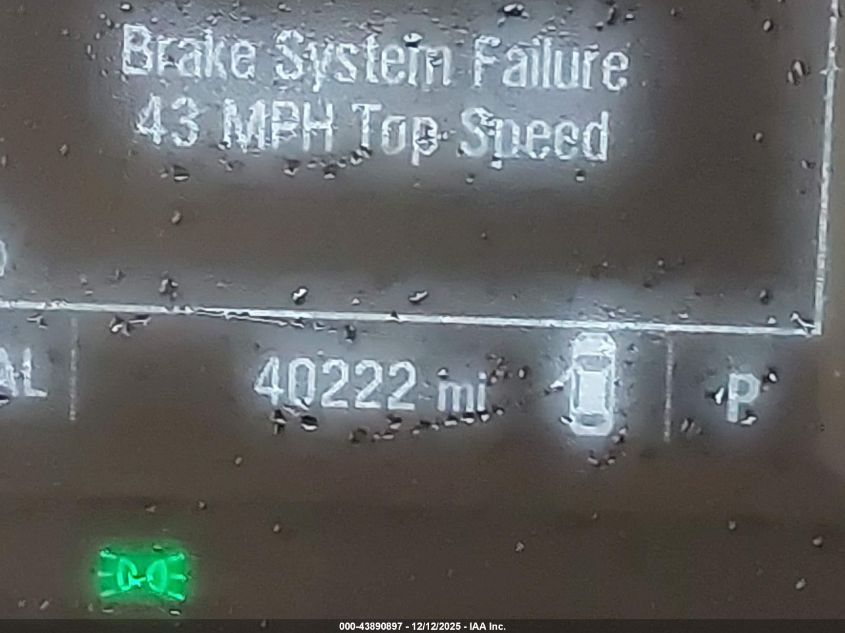 Brake System Failure
43 MPH Top Speed
AL
40222 mi
P
000-43890897 - 12/12/2025 - IAA Inc.